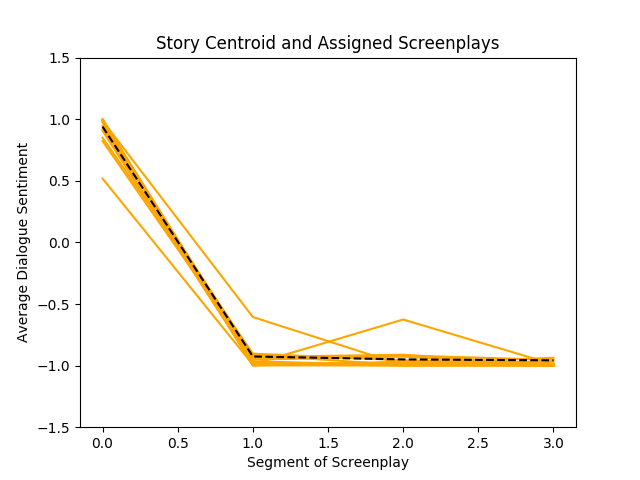 Story Centroid and Assigned Screenplays
1.5
1.0
0.5
0.0
−0.5
−1.0
−1.5
Average Dialogue Sentiment
0.0 0.5 1.0 1.5 2.0 2.5 3.0
Segment of Screenplay